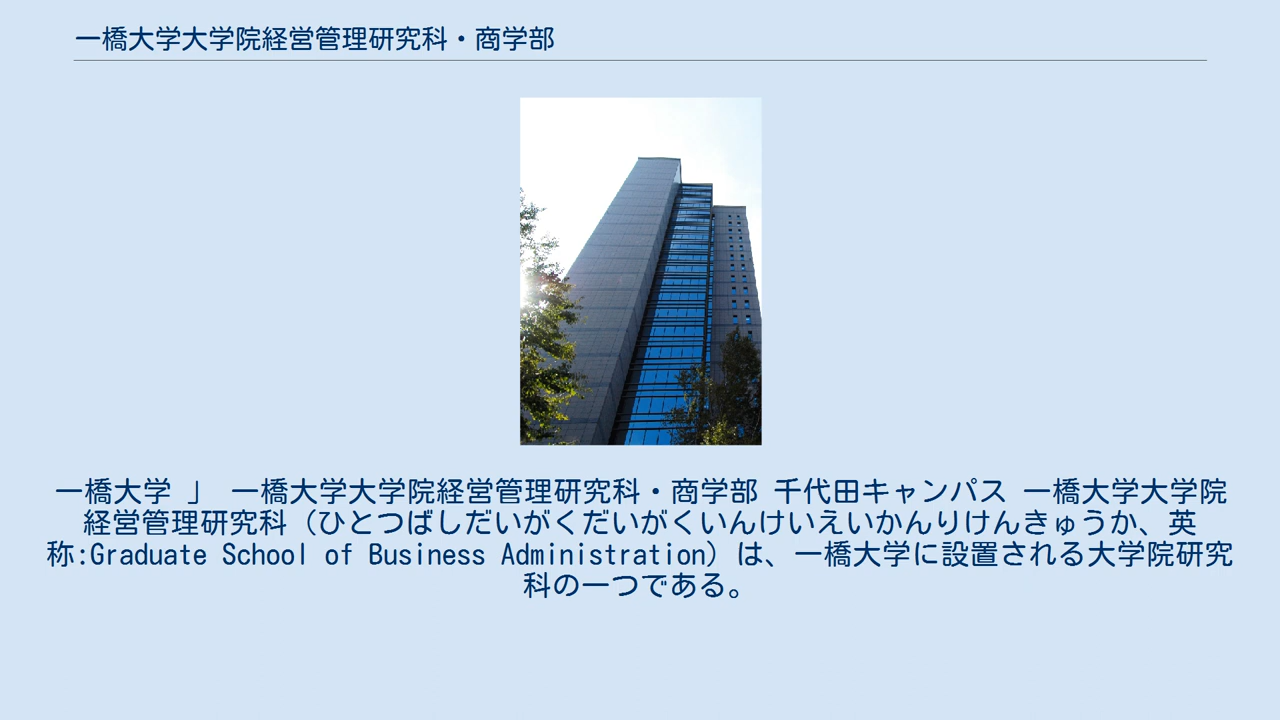 一橋大学大学院経営管理研究科・商学部
一橋大学 」 一橋大学大学院経営管理研究科・商学部 千代田キャンパス 一橋大学大学院
経営管理研究科（ひとつばしだいがくだいがくいんけいえいかんりけんきゅうか、英
称:Graduate School of Business Administration）は、一橋大学に設置される大学院研究
科の一つである。